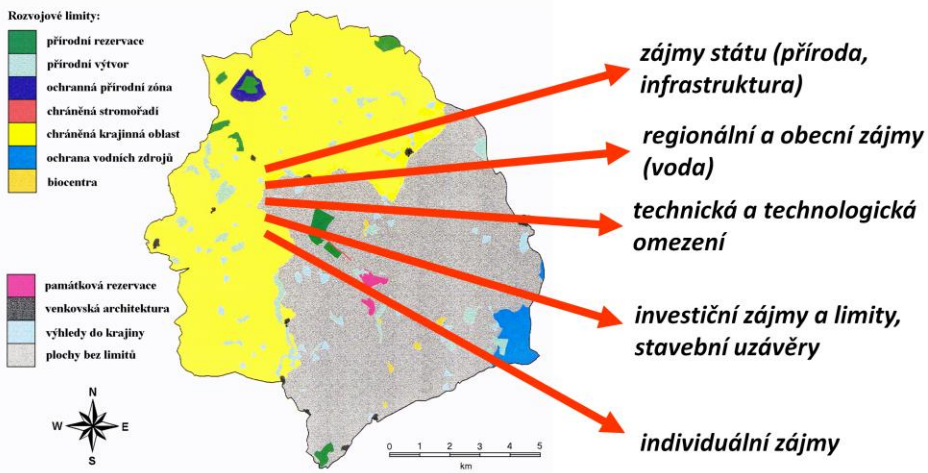 Rozvojové limity:
přírodní rezervace
přírodní výtvor
ochranná přírodní zóna
chráněná stromořadí
chráněná krajinná oblast
ochrana vodních zdrojů
biocentra
památková rezervace
venkovská architektura
výhledy do krajiny
plochy bez limitů
N
W E
S
0 1 2 3 4 5
km
zájmy státu (příroda,
infrastruktura)
regionální a obecní zájmy
(voda)
technická a technologická
omezení
investiční zájmy a limity,
stavební uzávěry
individuální zájmy